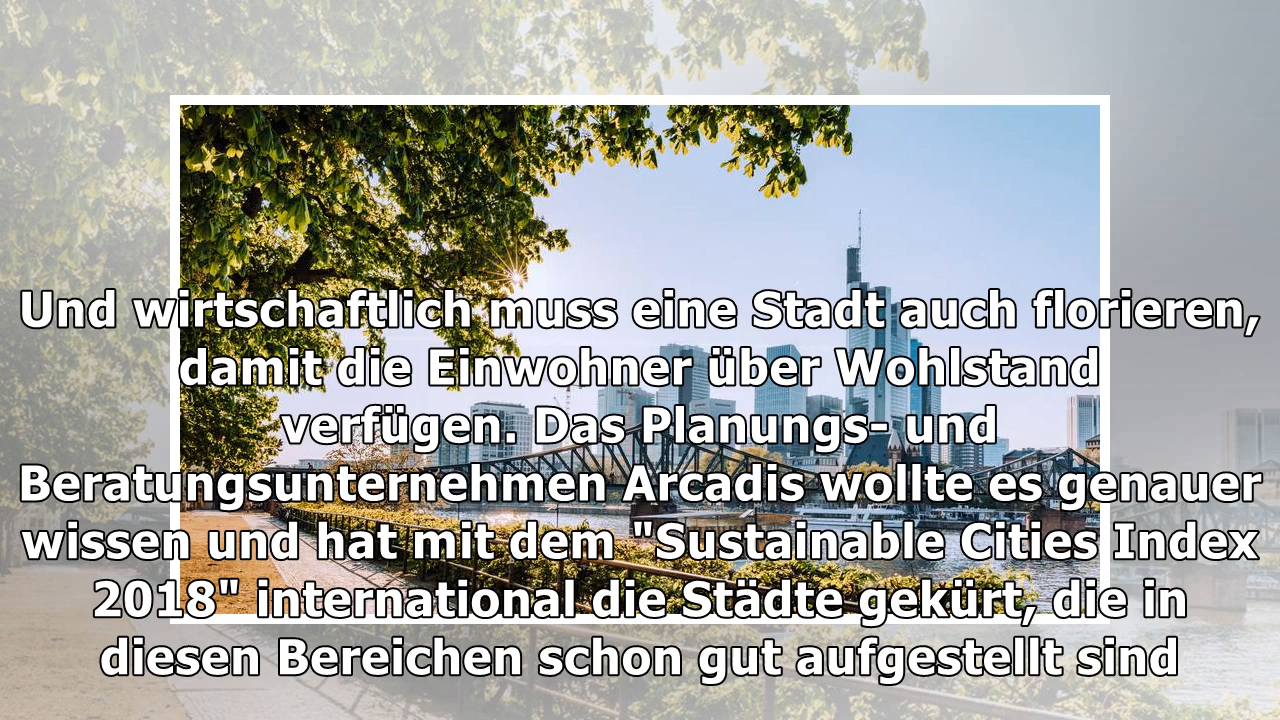 Und wirtschaftlich muss eine Stadt auch florieren,
damit die Einwohner über Wohlstand
verfügen. Das Planungs- und
Beratungsunternehmen Arcadis wollte es genauer
wissen und hat mit dem "Sustainable Cities Index
2018" international die Städte gekürt, die in
diesen Bereichen schon gut aufgestellt sind